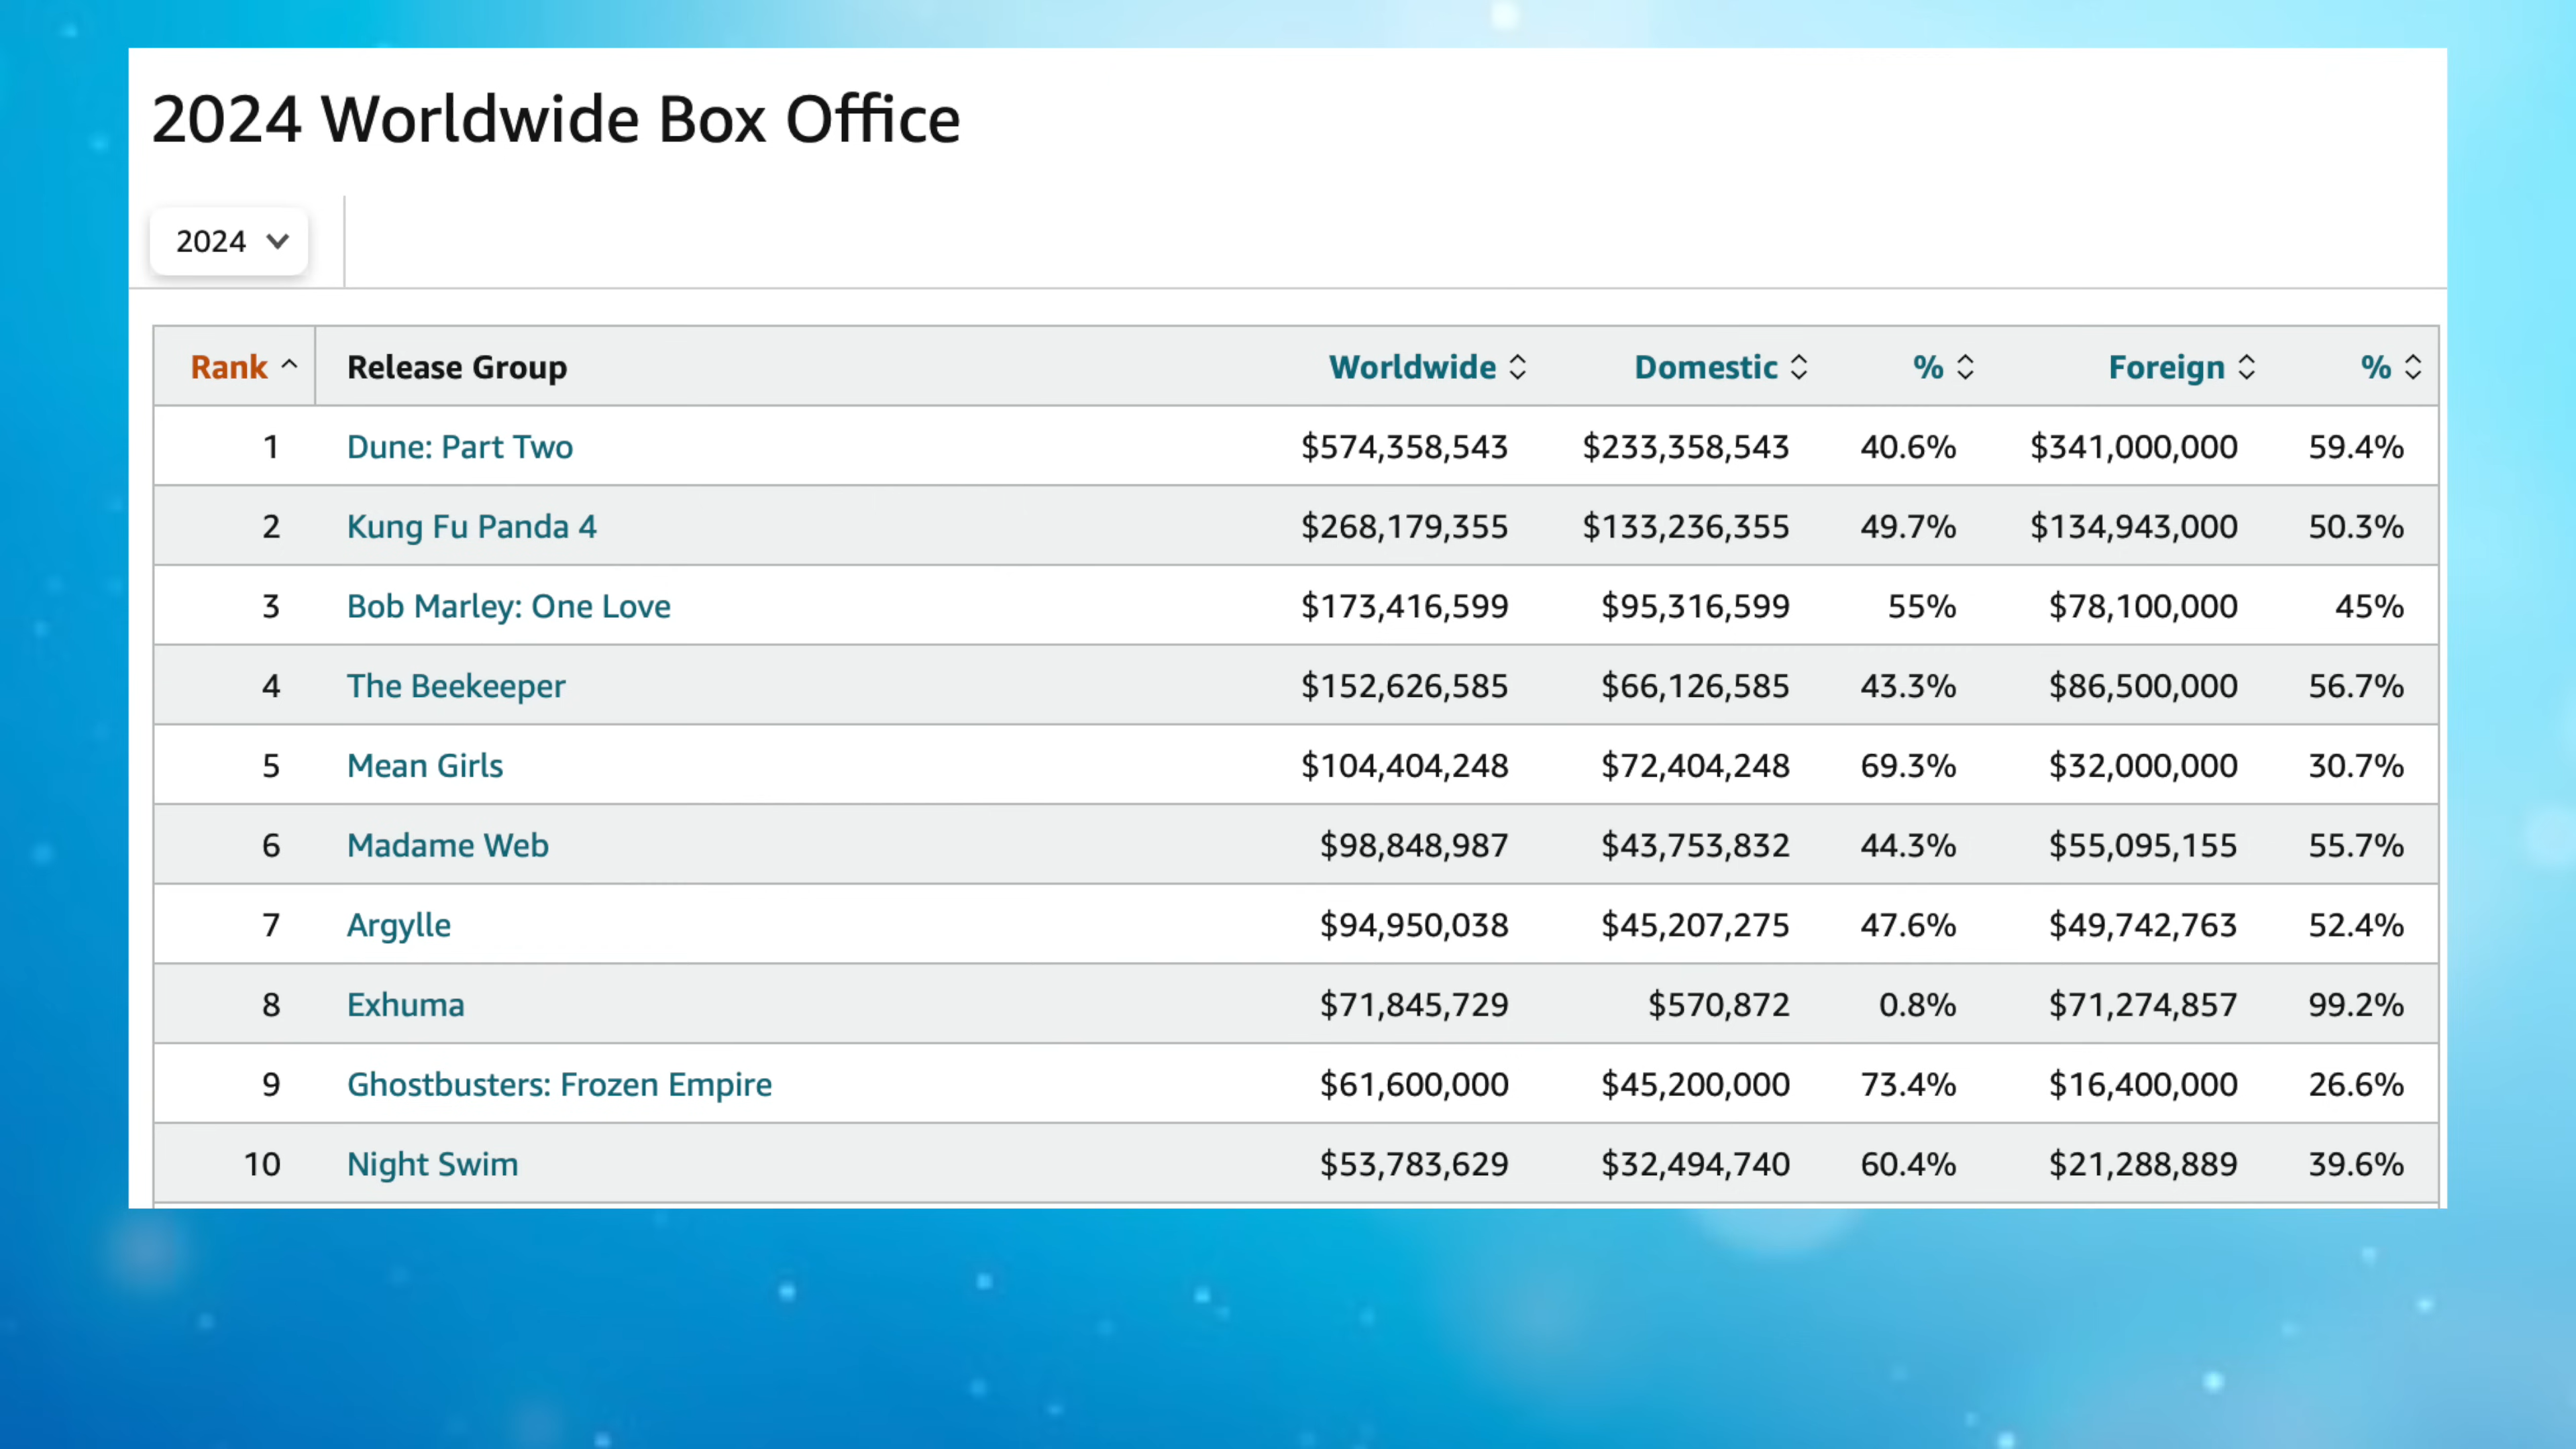 2024 Worldwide Box Office
2024
Rank Release Group Worldwide Domestic % Foreign %
1 Dune: Part Two $574,358,543 $233,358,543 40.6% $341,000,000 59.4%
2 Kung Fu Panda 4 $268,179,355 $133,236,355 49.7% $134,943,000 50.3%
3 Bob Marley: One Love $173,416,599 $95,316,599 55% $78,100,000 45%
4 The Beekeeper $152,626,585 $66,126,585 43.3% $86,500,000 56.7%
5 Mean Girls $104,404,248 $72,404,248 69.3% $32,000,000 30.7%
6 Madame Web $98,848,987 $43,753,832 44.3% $55,095,155 55.7%
7 Argylle $94,950,038 $45,207,275 47.6% $49,742,763 52.4%
8 Exhuma $71,845,729 $570,872 0.8% $71,274,857 99.2%
9 Ghostbusters: Frozen Empire $61,600,000 $45,200,000 73.4% $16,400,000 26.6%
10 Night Swim $53,783,629 $32,494,740 60.4% $21,288,889 39.6%